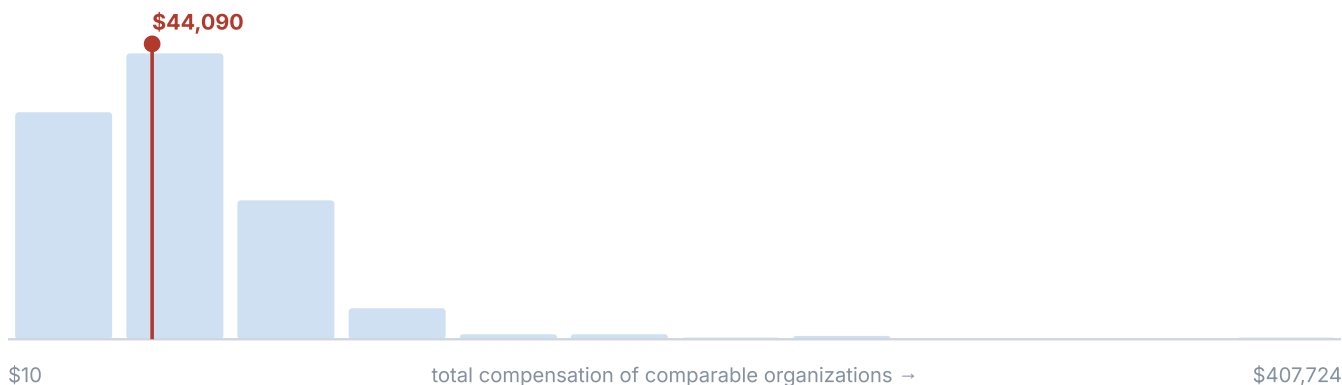 $44,090
$10 total compensation of comparable organizations → $407,724